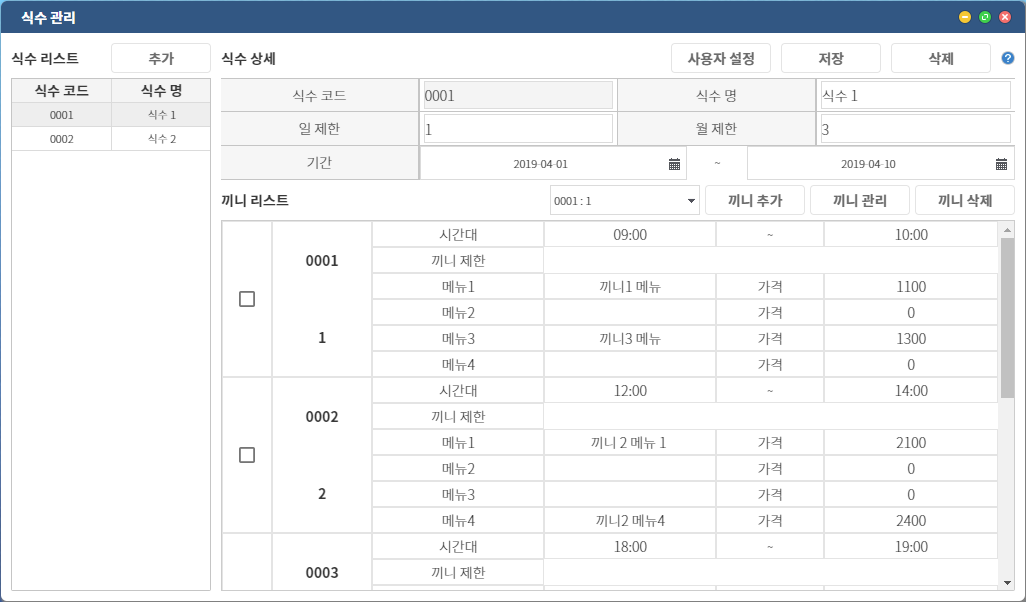 식수 관리
식수 리스트
추가
식수 코드 식수 명
0001 식수 1
0002 식수 2
식수 상세
사용자 설정 저장 삭제 ?
식수 코드 0001 식수 명 식수 1
일 제한 1 월 제한 3
기간 2019-04-01 ~ 2019-04-10
끼니 리스트
0001 : 1
끼니 추가 끼니 관리 끼니 삭제
0001
1
시간대 09:00 ~ 10:00
끼니 제한
메뉴1 끼니1 메뉴 가격 1100
메뉴2 가격 0
메뉴3 끼니3 메뉴 가격 1300
메뉴4 가격 0
0002
2
시간대 12:00 ~ 14:00
끼니 제한
메뉴1 끼니 2 메뉴 1 가격 2100
메뉴2 가격 0
메뉴3 가격 0
메뉴4 끼니2 메뉴4 가격 2400
0003
시간대 18:00 ~ 19:00
끼니 제한